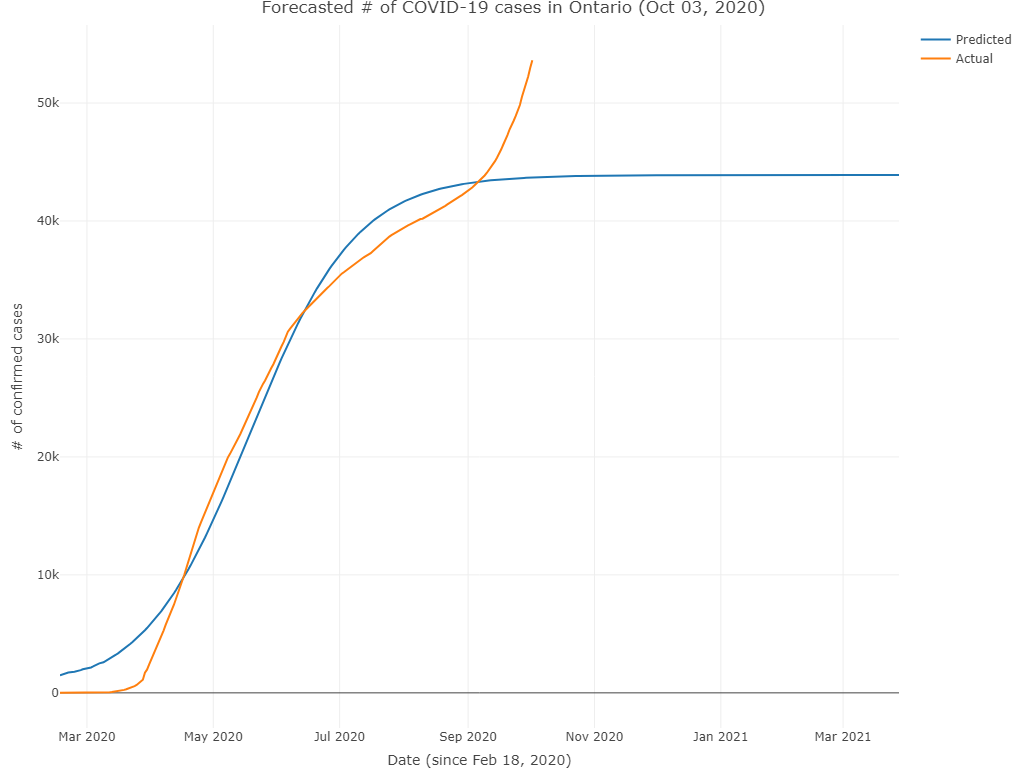 Forecasted # of COVID-19 cases in Ontario (Oct 03, 2020)
Predicted
Actual
50k
40k
30k
20k
10k
0
# of confirmed cases
Mar 2020
May 2020
Jul 2020
Sep 2020
Nov 2020
Jan 2021
Mar 2021
Date (since Feb 18, 2020)